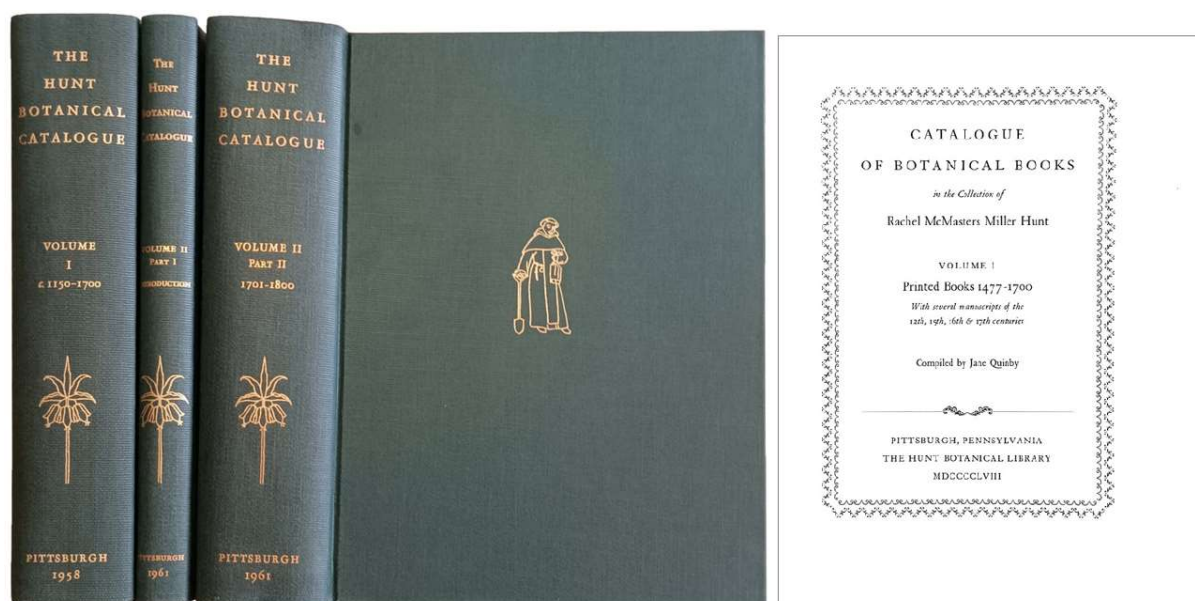 THE
HUNT
BOTANICAL
CATALOGUE
VOLUME
I
c. 1150-1700
PITTSBURGH
1958
THE
HUNT
BOTANICAL
CATALOGUE
VOLUME II
PART I
INTRODUCTION
PITTSBURGH
1961
THE
HUNT
BOTANICAL
CATALOGUE
VOLUME II
PART II
1701-1800
PITTSBURGH
1961
CATALOGUE
OF BOTANICAL BOOKS
in the Collection of
Rachel McMasters Miller Hunt
VOLUME I
Printed Books 1477-1700
With several manuscripts of the
12th, 15th, 16th & 17th centuries
Compiled by Jane Quinby
PITTSBURGH, PENNSYLVANIA
THE HUNT BOTANICAL LIBRARY
MDCCCCLVIII